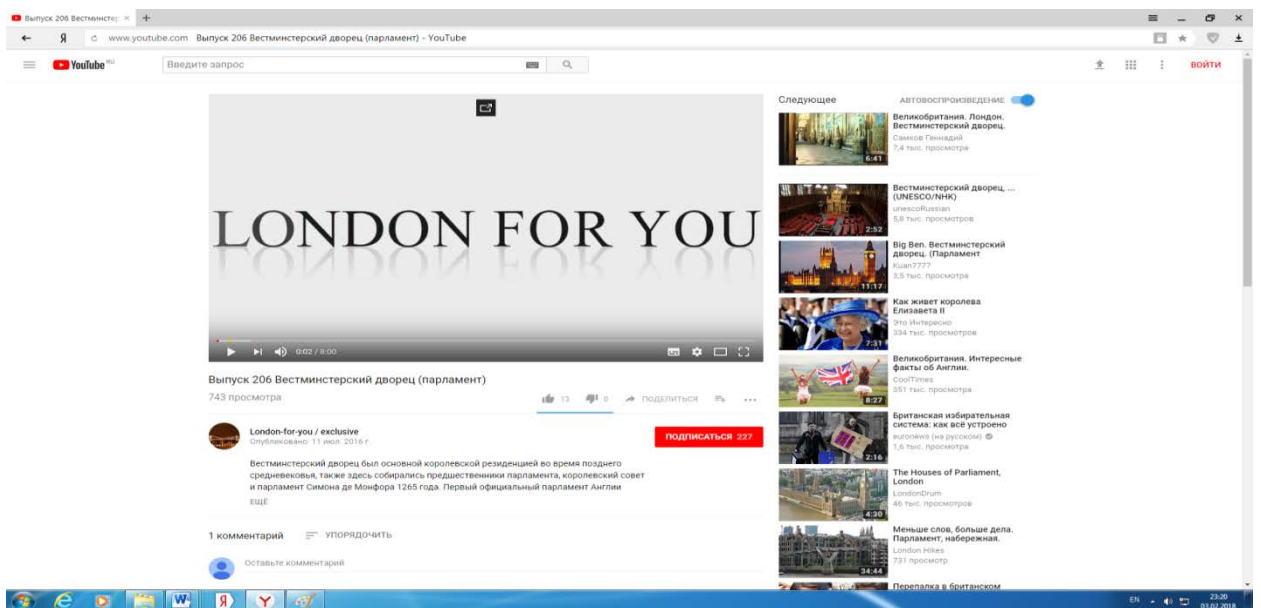 Выпуск 206 Вестминстер
Я www.youtube.com Выпуск 206 Вестминстерский дворец (парламент) - YouTube
YouTube RU Введите запрос ВОЙТИ
LONDON FOR YOU
0:02 / 8:00
Выпуск 206 Вестминстерский дворец (парламент)
743 просмотра
13 0 ПОДЕЛИТЬСЯ
London-for-you / exclusive
Опубликовано: 11 июл. 2016 г.
ПОДПИСАТЬСЯ 227
Вестминстерский дворец был основной королевской резиденцией во время позднего
средневековья, также здесь собирались предшественники парламента, королевский совет
и парламент Симона де Монфора 1265 года. Первый официальный парламент Англии
ЕЩЁ
1 комментарий УПОРЯДОЧИТЬ
Оставьте комментарий
Следующее АВТОВОСПРОИЗВЕДЕНИЕ
Великобритания. Лондон.
Вестминстерский дворец.
Самков Геннадий
7,4 тыс. просмотра
6:41
Вестминстерский дворец, ...
(UNESCO/NHK)
unescoRussian
5,8 тыс. просмотров
2:52
Big Ben. Вестминстерский
дворец. (Парламент
Kuan7777
3,5 тыс. просмотра
11:17
Как живет королева
Елизавета II
Это Интересно
334 тыс. просмотров
7:31
Великобритания. Интересные
факты об Англии.
CoolTimes
351 тыс. просмотра
8:27
Британская избирательная
система: как всё устроено
euronews (на русском)
1,6 тыс. просмотра
2:16
The Houses of Parliament,
London
LondonDrum
46 тыс. просмотров
4:30
Меньше слов, больше дела.
Парламент, набережная.
London Hikes
731 просмотр
34:44
Перепалка в британском
W Я Y EN 23:20
03.02.2018